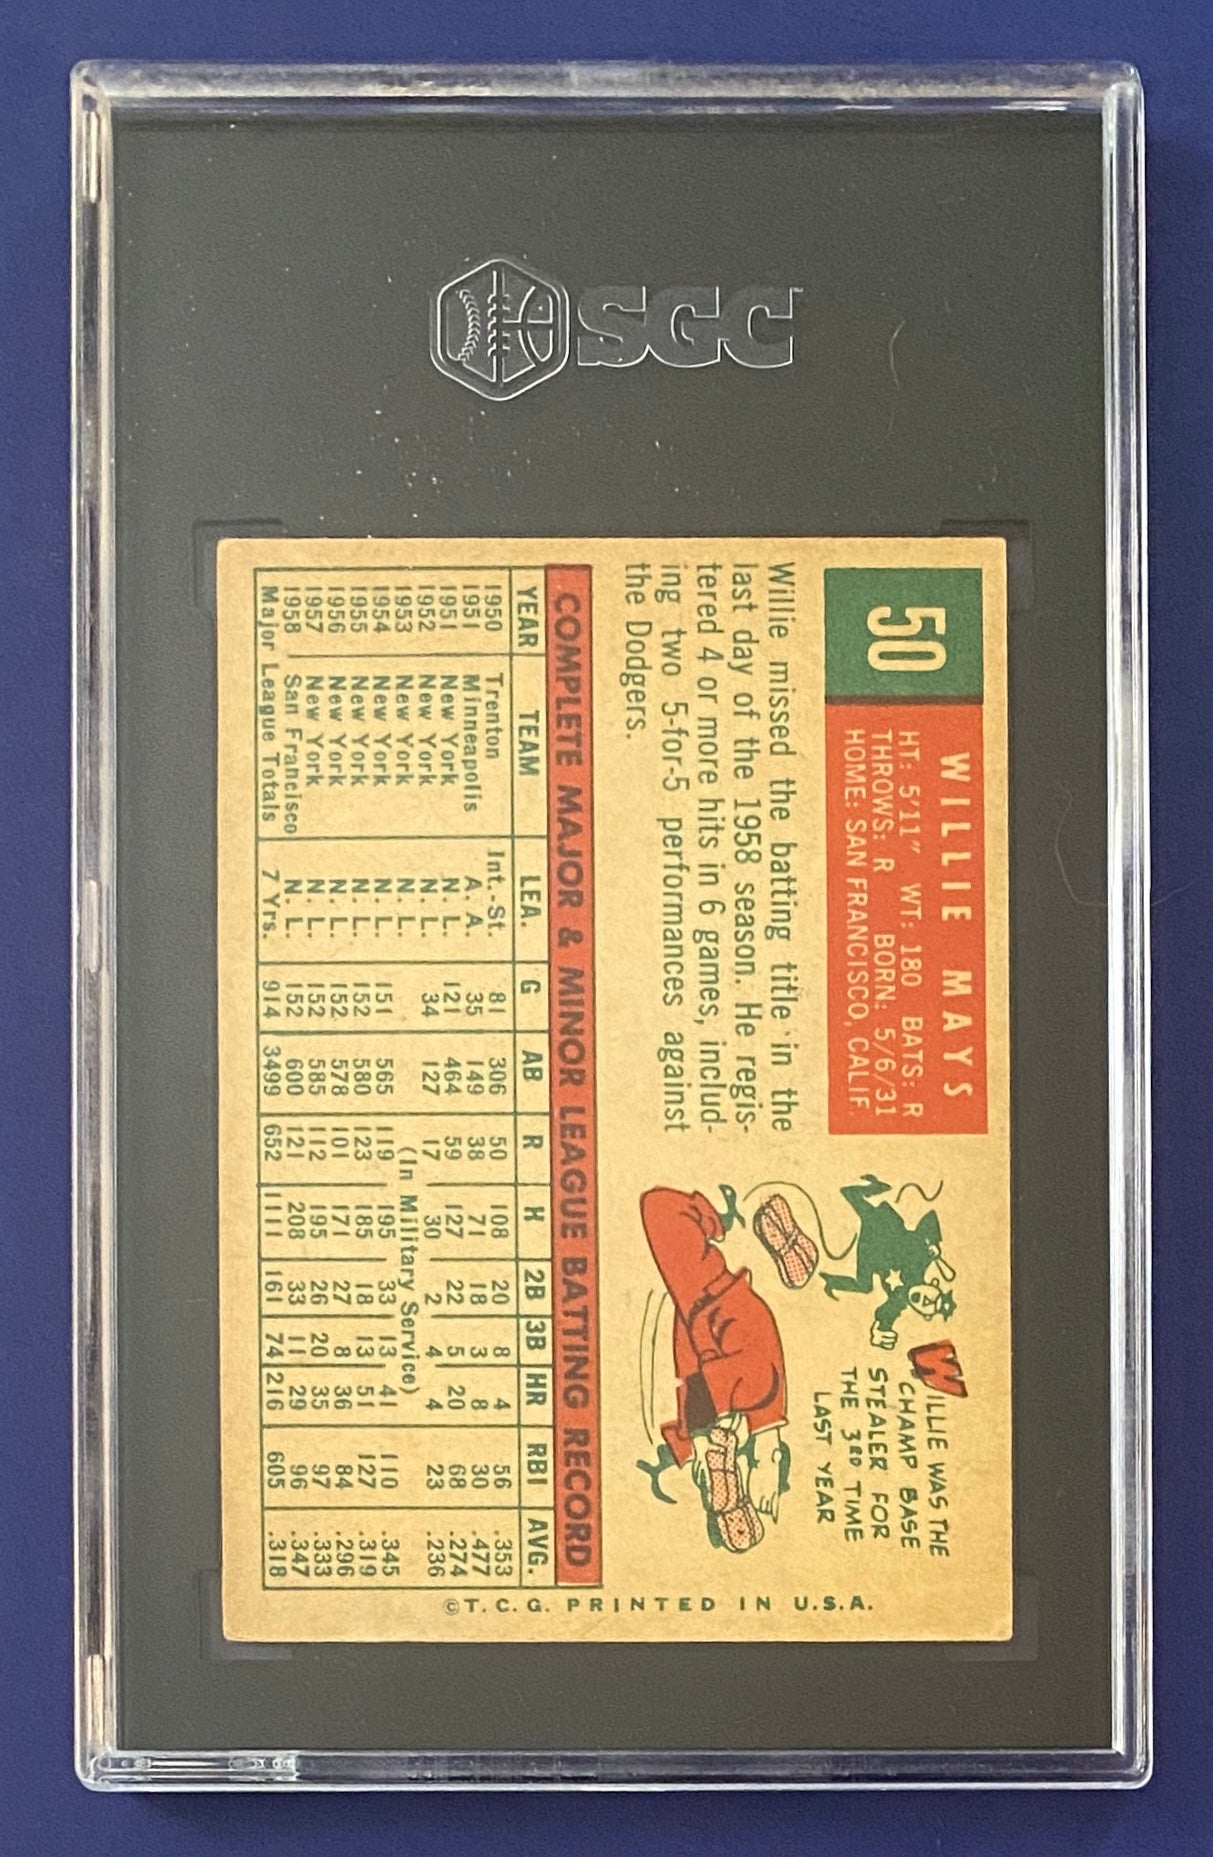 SGC
50
WILLIE MAYS
HT: 5'11" WT: 180 BATS: R
THROWS: R BORN: 5/6/31
HOME: SAN FRANCISCO, CALIF.
Willie missed the batting title in the
last day of the 1958 season. He regis-
tered 4 or more hits in 6 games, includ-
ing two 5-for-5 performances against
the Dodgers.
WILLIE WAS THE
CHAMP BASE
STEALER FOR
THE 3RD TIME
LAST YEAR
COMPLETE MAJOR & MINOR LEAGUE BATTING RECORD
YEAR TEAM LEA. G AB R H 2B 3B HR RBI AVG.
1950 Trenton Int.-St. 81 306 50 108 20 8 4 56 .353
1951 Minneapolis A. A. 35 149 38 71 18 3 8 30 .477
1951 New York N. L. 121 464 59 127 22 5 20 68 .274
1952 New York N. L. 34 127 17 30 2 4 4 23 .236
1953 New York N. L. (In Military Service)
1954 New York N. L. 151 565 119 195 33 13 41 110 .345
1955 New York N. L. 152 580 123 185 18 13 51 127 .319
1956 New York N. L. 152 578 101 171 27 8 36 84 .296
1957 New York N. L. 152 585 112 195 26 20 35 97 .333
1958 San Francisco N. L. 152 600 121 208 33 11 29 96 .347
Major League Totals 7 Yrs. 914 3499 652 1111 161 74 216 605 .318
©T. C. G. PRINTED IN U.S.A.